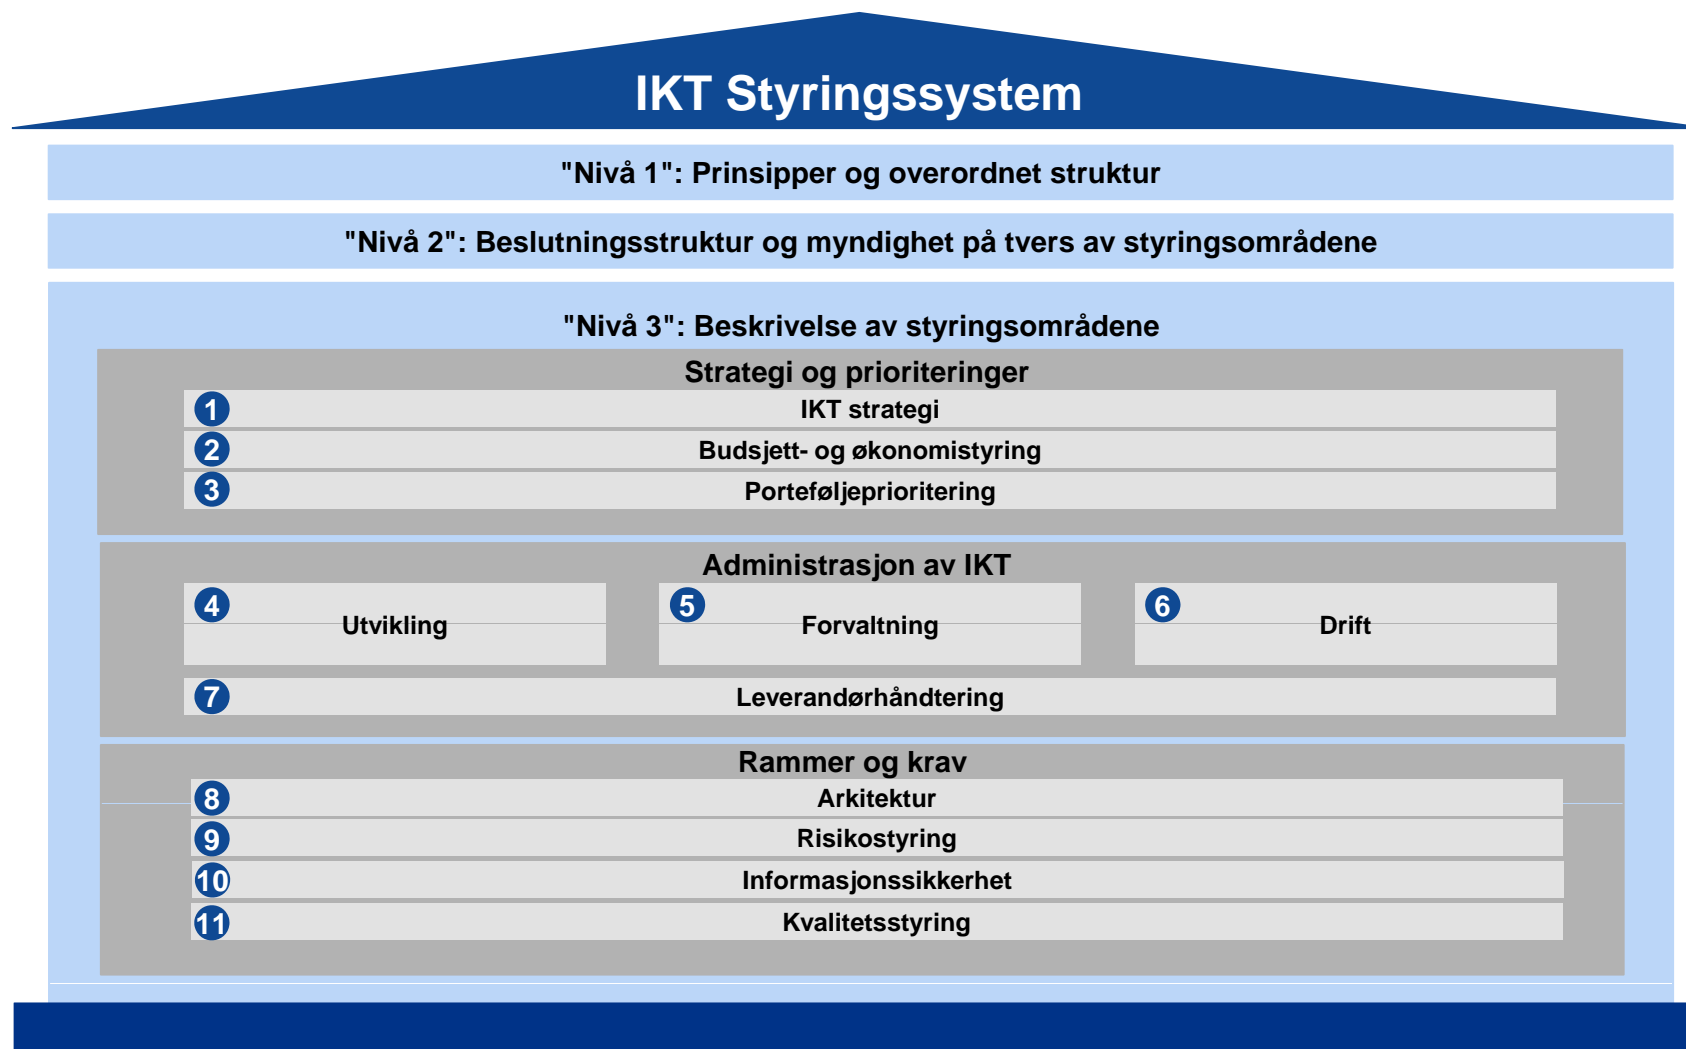 IKT Styringssystem
"Nivå 1": Prinsipper og overordnet struktur
"Nivå 2": Beslutningsstruktur og myndighet på tvers av styringsområdene
"Nivå 3": Beskrivelse av styringsområdene
Strategi og prioriteringer
1 IKT strategi
2 Budsjett- og økonomistyring
3 Porteføljeprioritering
Administrasjon av IKT
4 Utvikling
5 Forvaltning
6 Drift
7 Leverandørhåndtering
Rammer og krav
8 Arkitektur
9 Risikostyring
10 Informasjonssikkerhet
11 Kvalitetsstyring